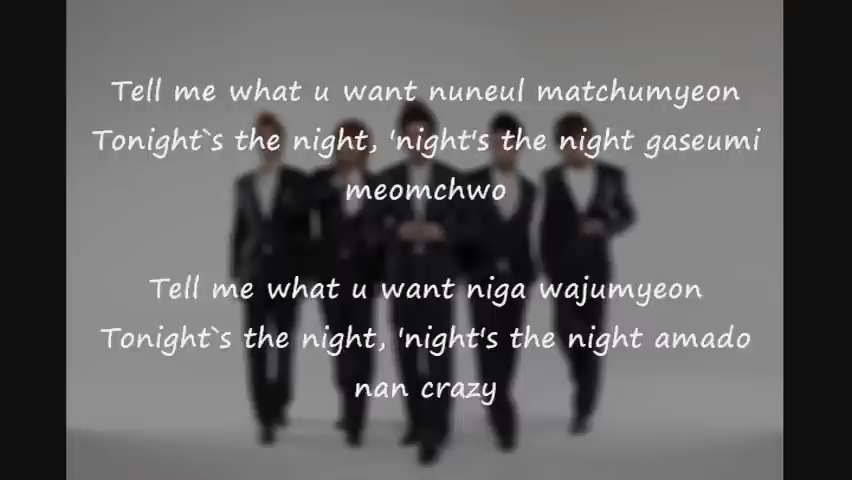 Tell me what u want nuneul matchumyeon
Tonight`s the night, 'night's the night gaseumi
meomchwo
Tell me what u want niga wajumyeon
Tonight`s the night, 'night's the night amado
nan crazy